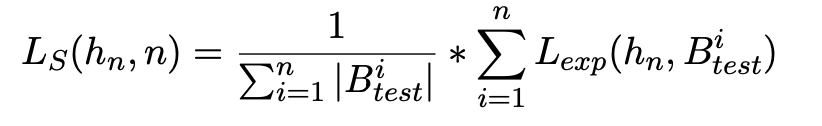 L_S(h_n, n) = \frac{1}{\sum_{i=1}^{n} |B_{test}^{i}|} * \sum_{i=1}^{n} L_{exp}(h_n, B_{test}^{i})